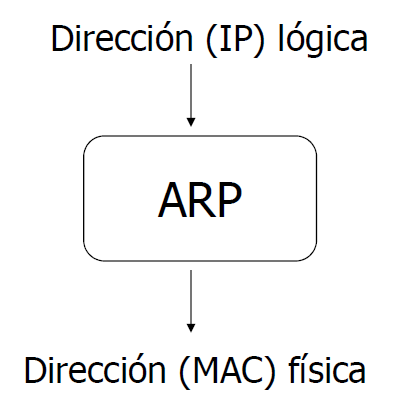 Dirección (IP) lógica
ARP
Dirección (MAC) física